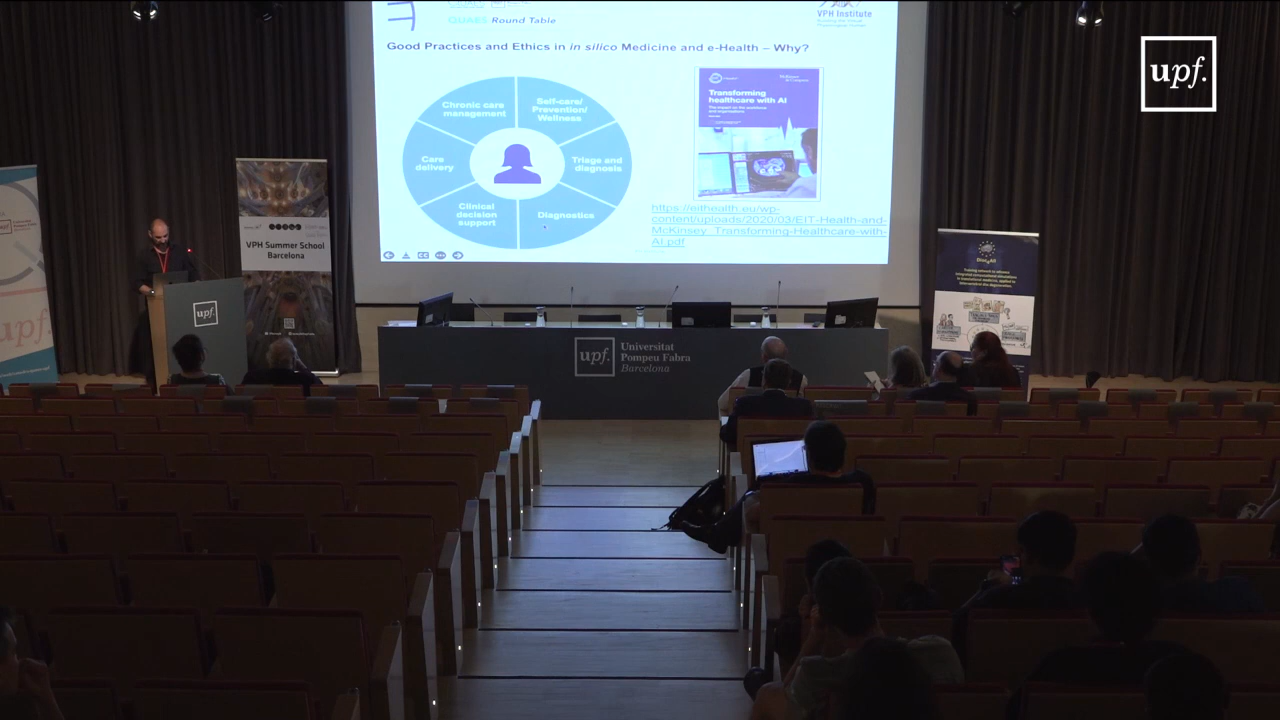 QUAES Round Table
VPH Institute
Good Practices and Ethics in in silico Medicine and e-Health – Why?
Chronic care
management
Self-care/
Prevention/
Wellness
Care
delivery
Triage and
diagnosis
Clinical
decision
support
Diagnostics
Transforming
healthcare with AI
https://eithealth.eu/wp-
content/uploads/2020/03/EIT-Health-and-
McKinsey_Transforming-Healthcare-with-
AI.pdf
upf.
VPH Summer School
Barcelona
upf.
upf.
upf.
Universitat
Pompeu Fabra
Barcelona
Disc4All